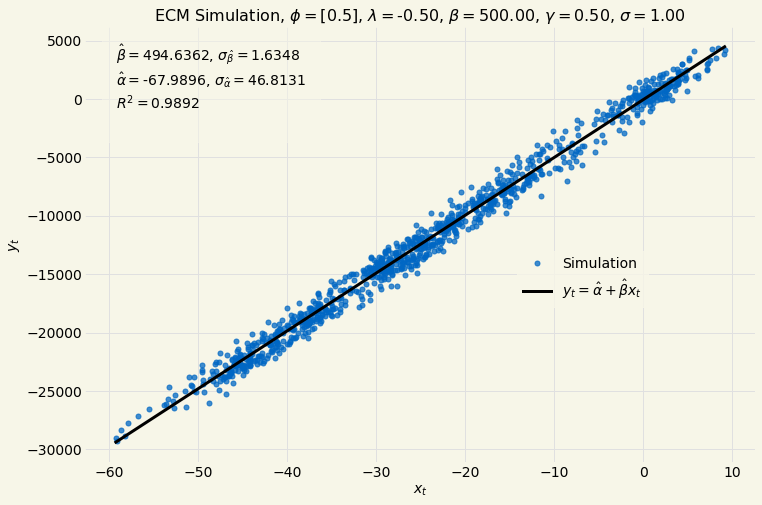 ECM Simulation, ϕ = [0.5], λ = -0.50, β = 500.00, γ = 0.50, σ = 1.00
β̂ = 494.6362, σ_β̂ = 1.6348
α̂ = -67.9896, σ_α̂ = 46.8131
R² = 0.9892
5000
0
−5000
−10000
−15000
−20000
−25000
−30000
y_t
Simulation
y_t = α̂ + β̂x_t
−60 −50 −40 −30 −20 −10 0 10
x_t